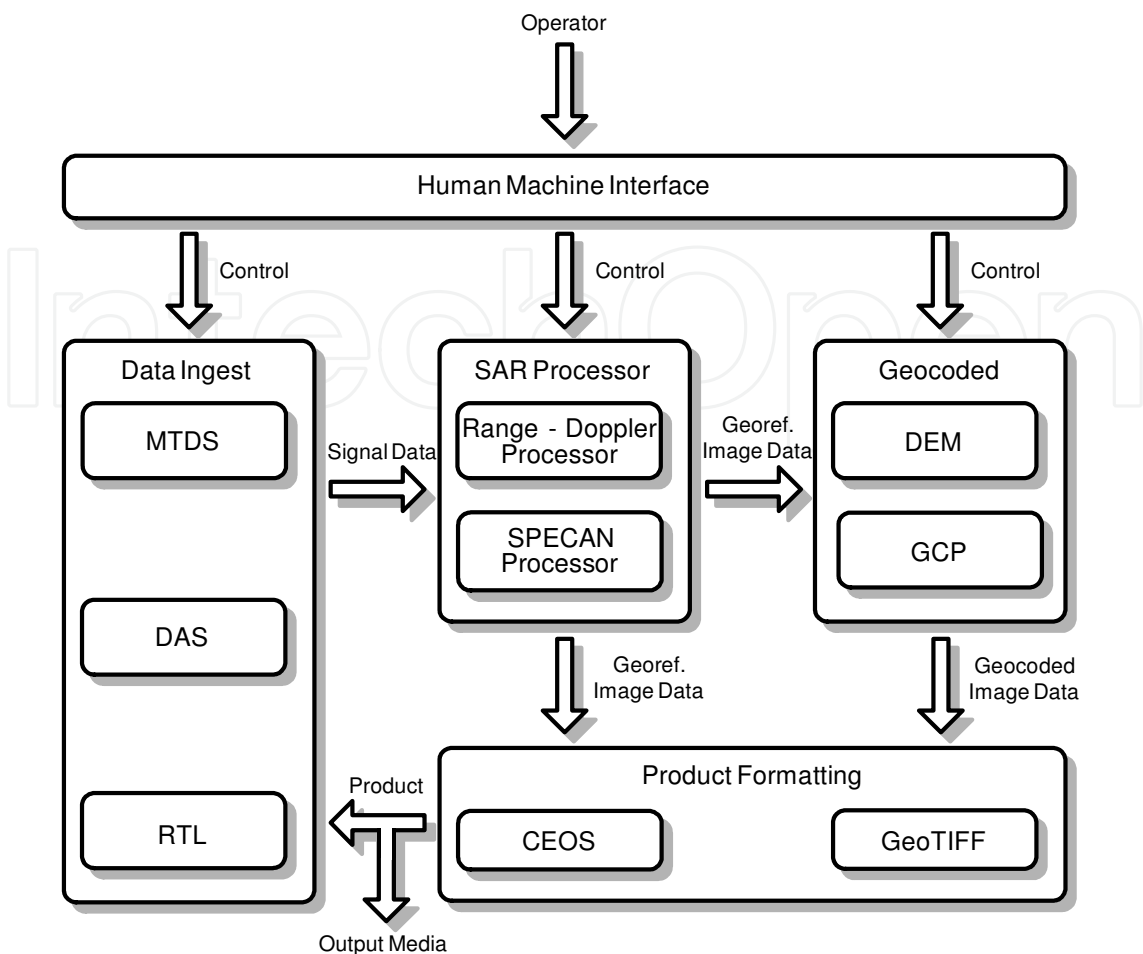 Operator
Human Machine Interface
Control
Control
Control
Data Ingest
MTDS
DAS
RTL
Signal Data
SAR Processor
Range - Doppler
Processor
SPECAN
Processor
Georef.
Image Data
Geocoded
DEM
GCP
Georef.
Image Data
Geocoded
Image Data
Product Formatting
CEOS
GeoTIFF
Product
Output Media
IntechOpen